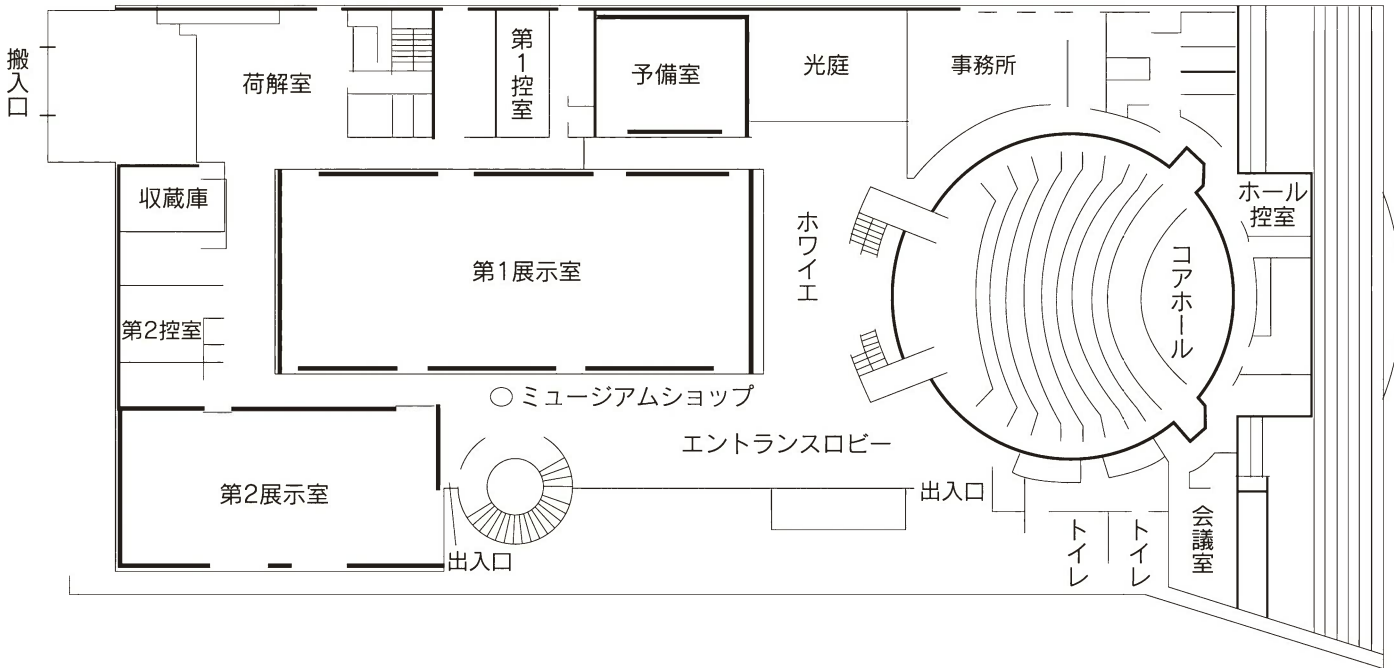 搬入口
荷解室
第1控室
予備室
光庭
事務所
収蔵庫
ホール
控室
第1展示室
ホワイエ
コアホール
第2控室
ミュージアムショップ
エントランスロビー
第2展示室
出入口
出入口
トイレ
トイレ
会議室